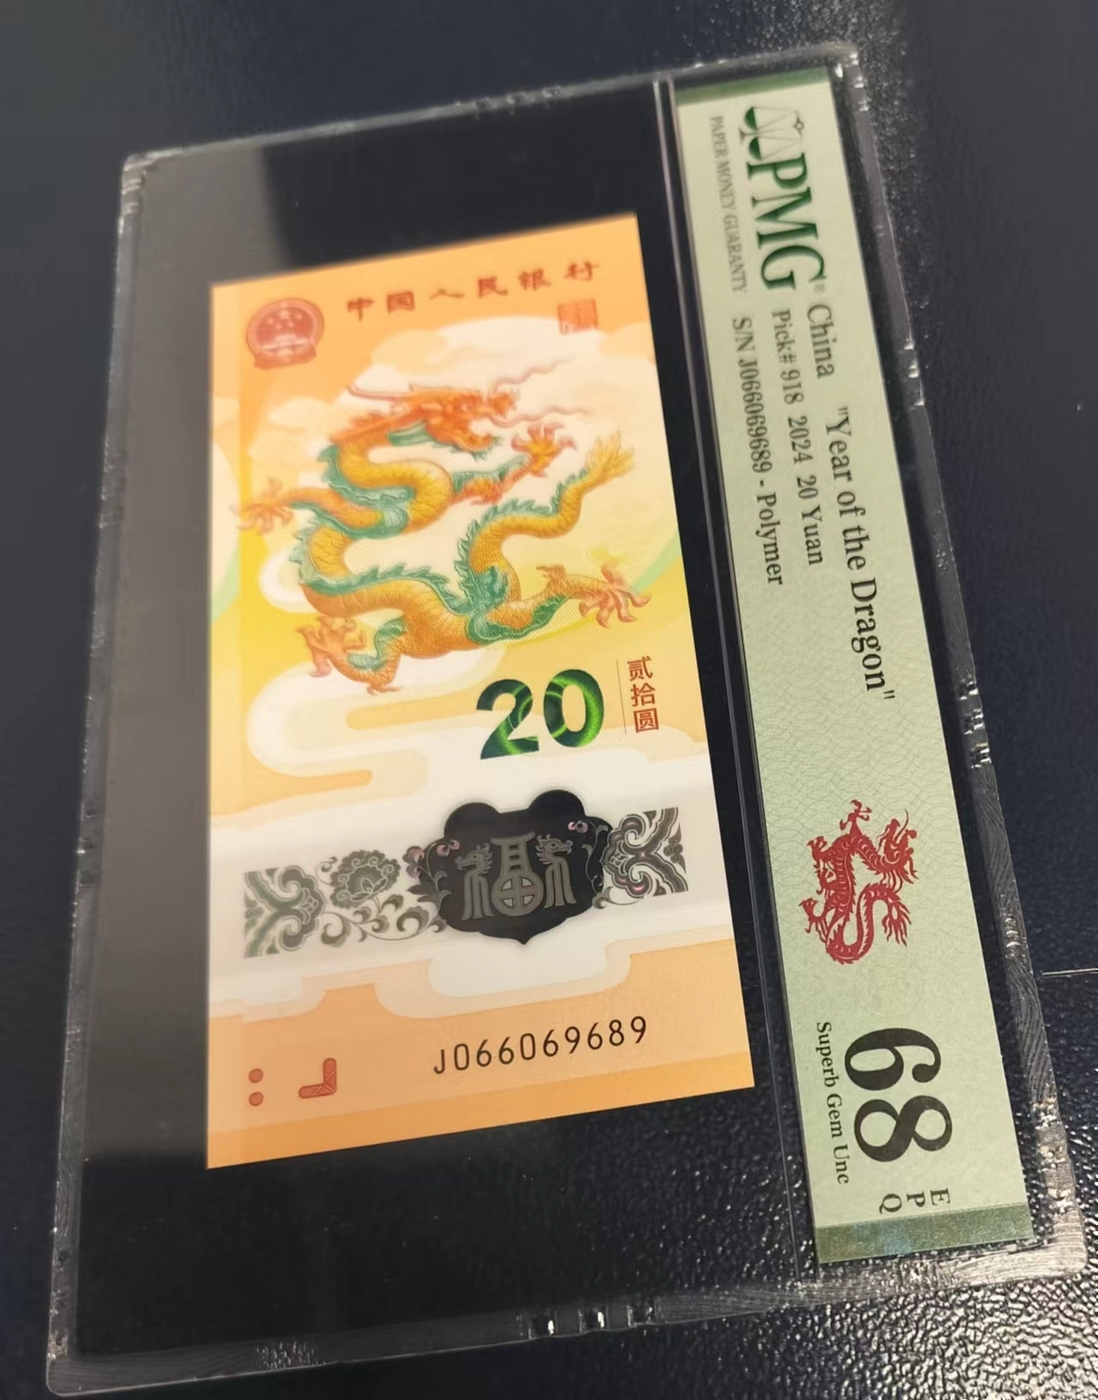 中国人民银行
20
贰拾圆
福
J066069689
PMG®
PAPER MONEY GUARANTY
China "Year of the Dragon"
Pick# 918 2024 20 Yuan
S/N J066069689 - Polymer
68
EPQ
Superb Gem Unc